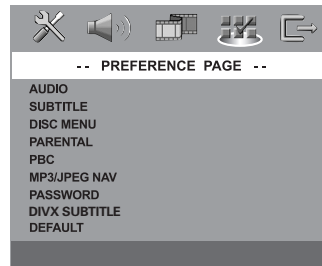 -- PREFERENCE PAGE --
AUDIO
SUBTITLE
DISC MENU
PARENTAL
PBC
MP3/JPEG NAV
PASSWORD
DIVX SUBTITLE
DEFAULT